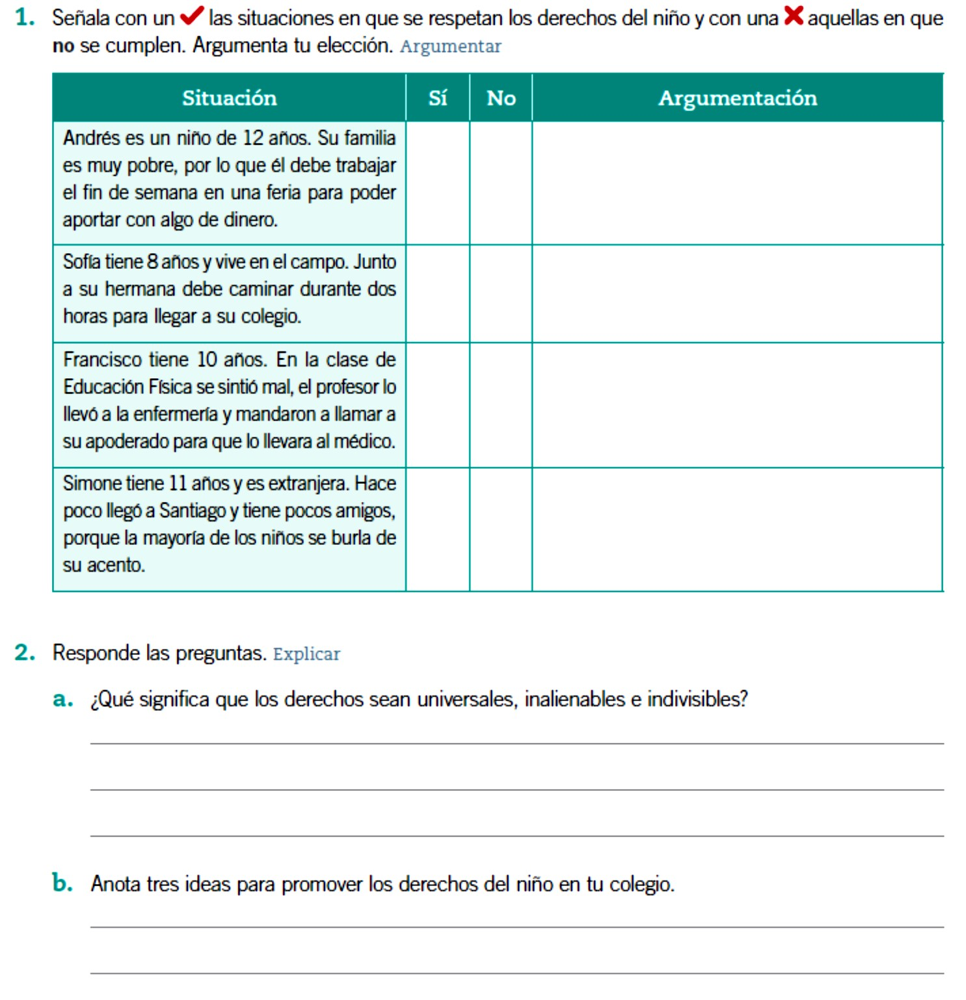 1. Señala con un ✔ las situaciones en que se respetan los derechos del niño y con una ✘ aquellas en que
no se cumplen. Argumenta tu elección. Argumentar
Situación Sí No Argumentación
Andrés es un niño de 12 años. Su familia
es muy pobre, por lo que él debe trabajar
el fin de semana en una feria para poder
aportar con algo de dinero.
Sofía tiene 8 años y vive en el campo. Junto
a su hermana debe caminar durante dos
horas para llegar a su colegio.
Francisco tiene 10 años. En la clase de
Educación Física se sintió mal, el profesor lo
llevó a la enfermería y mandaron a llamar a
su apoderado para que lo llevara al médico.
Simone tiene 11 años y es extranjera. Hace
poco llegó a Santiago y tiene pocos amigos,
porque la mayoría de los niños se burla de
su acento.
2. Responde las preguntas. Explicar
a. ¿Qué significa que los derechos sean universales, inalienables e indivisibles?
b. Anota tres ideas para promover los derechos del niño en tu colegio.